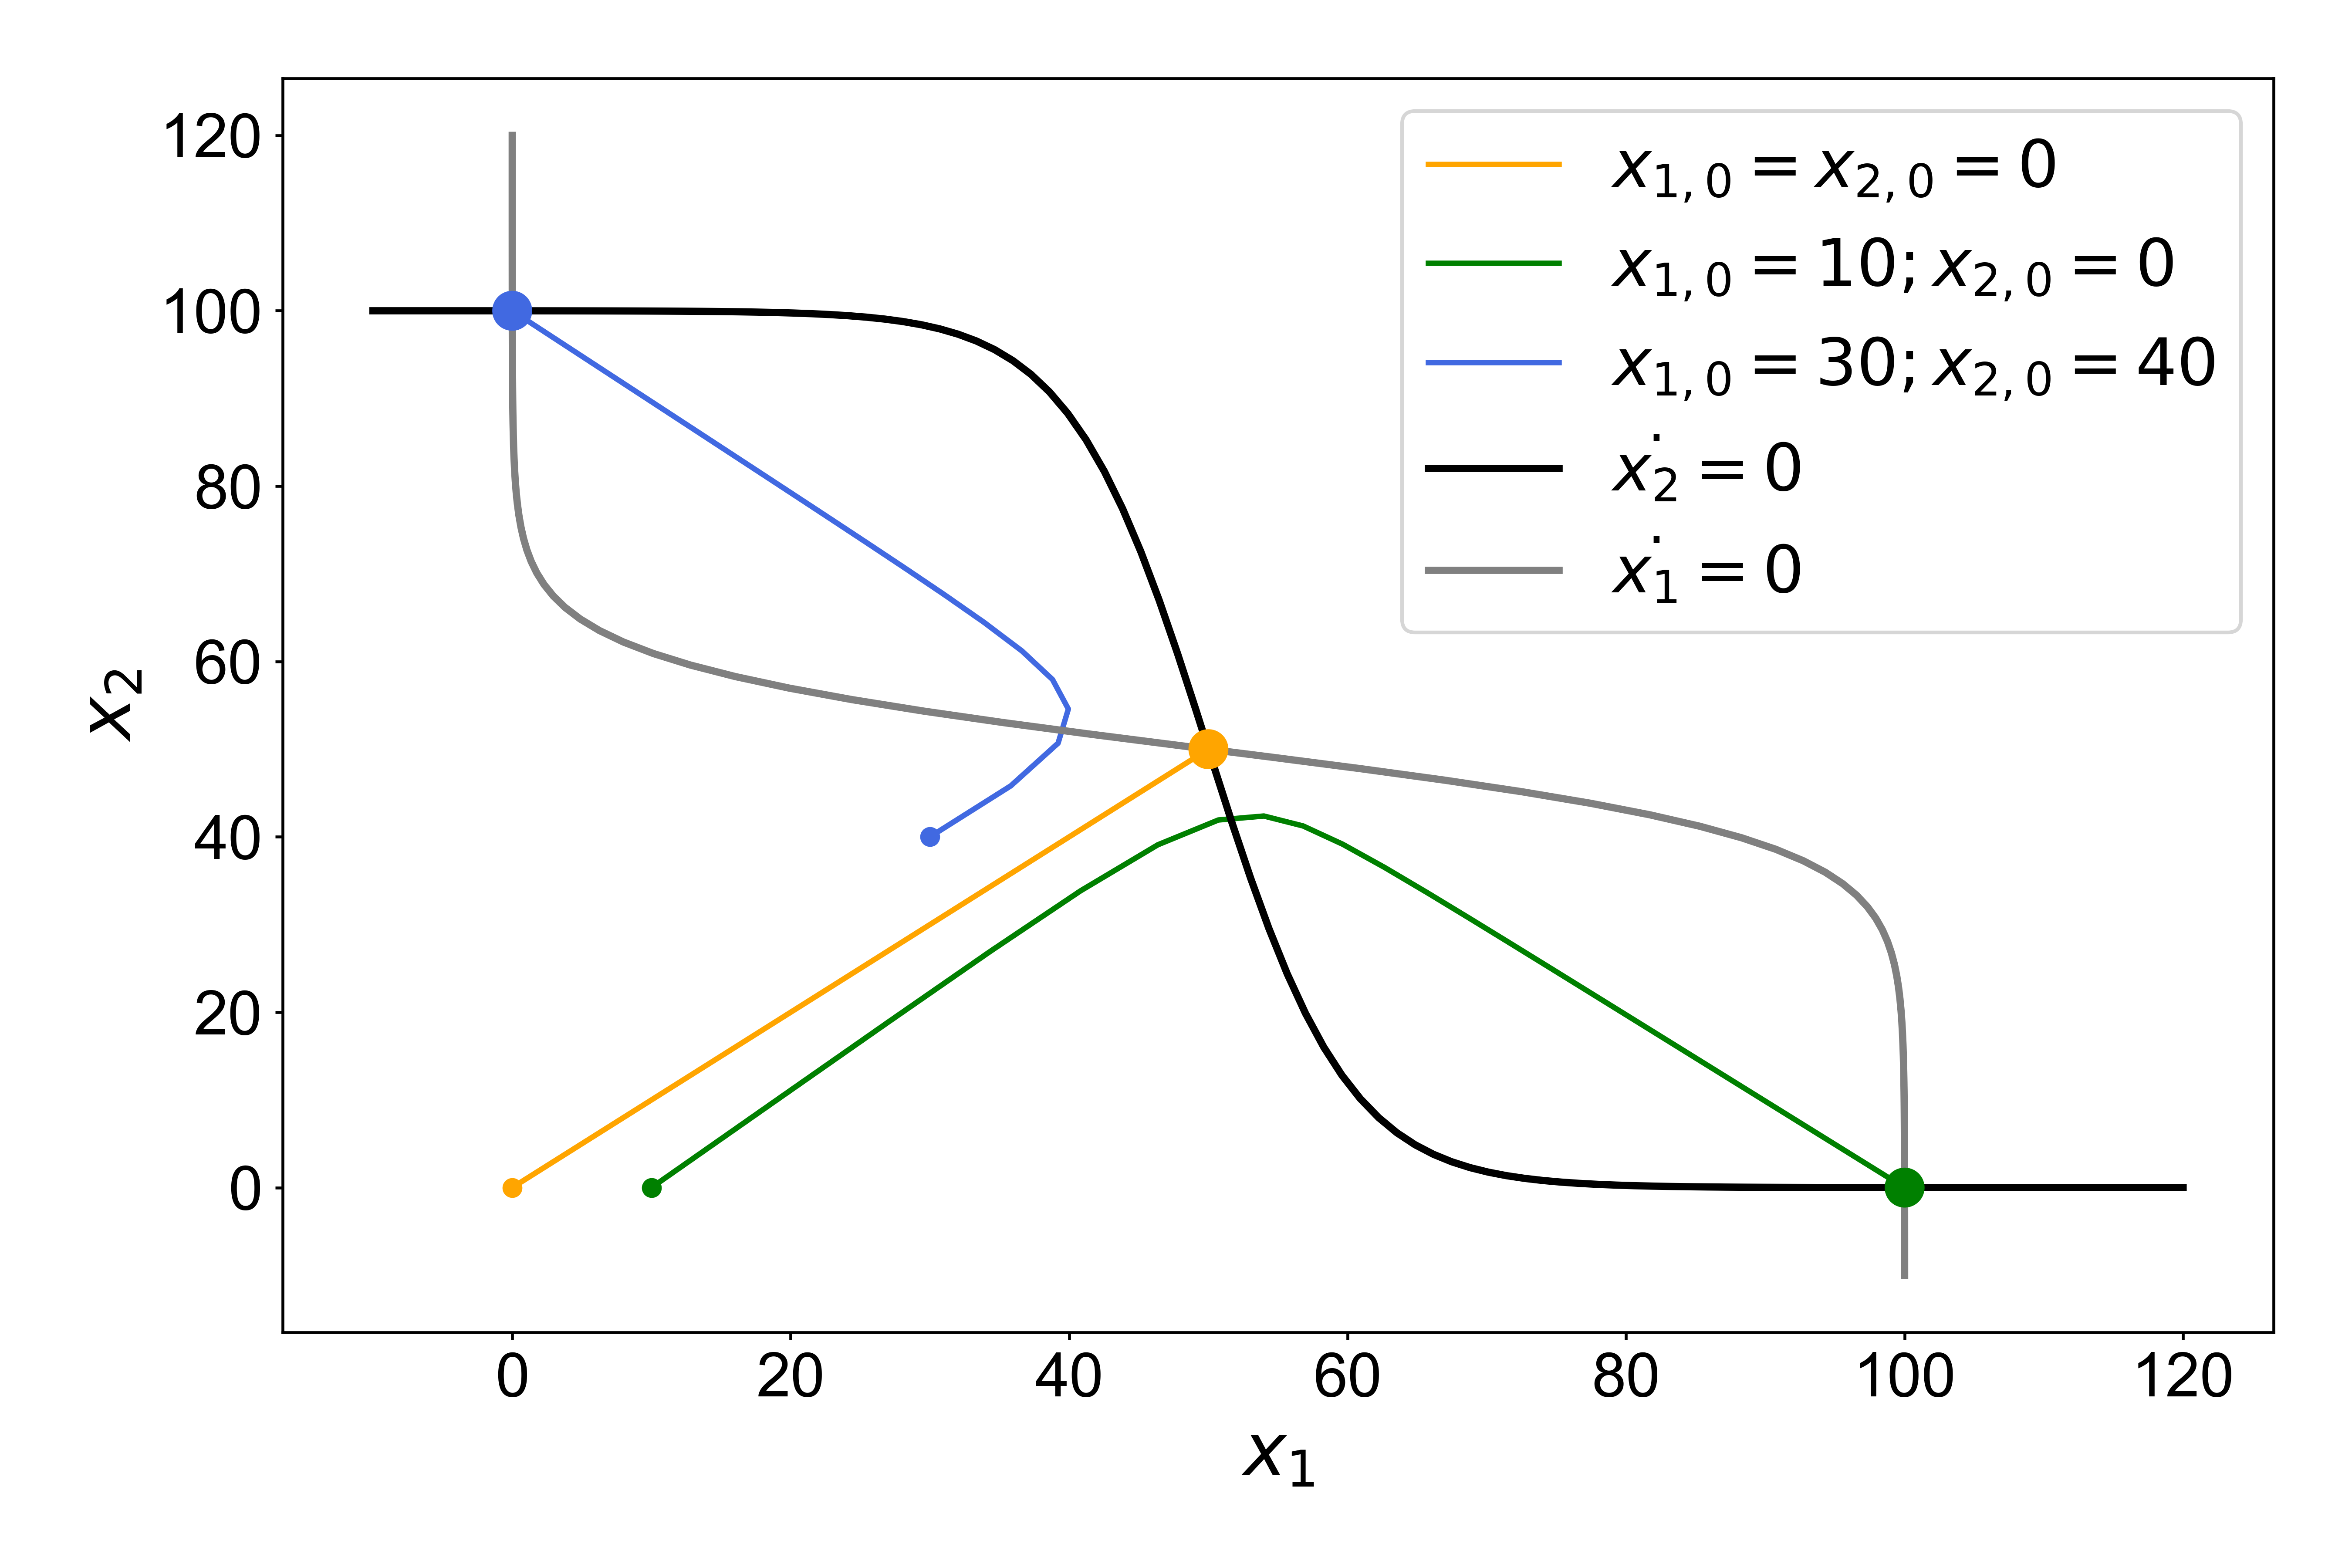 120
100
80
60
40
20
0
x₂
x₁,₀ = x₂,₀ = 0
x₁,₀ = 10; x₂,₀ = 0
x₁,₀ = 30; x₂,₀ = 40
ẋ₂ = 0
ẋ₁ = 0
0 20 40 60 80 100 120
x₁